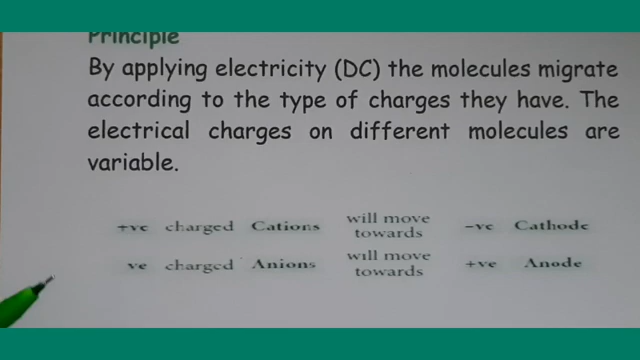 Principle
By applying electricity (DC) the molecules migrate
according to the type of charges they have. The
electrical charges on different molecules are
variable.
+ve charged Cations will move towards -ve Cathode
ve charged Anions will move towards +ve Anode